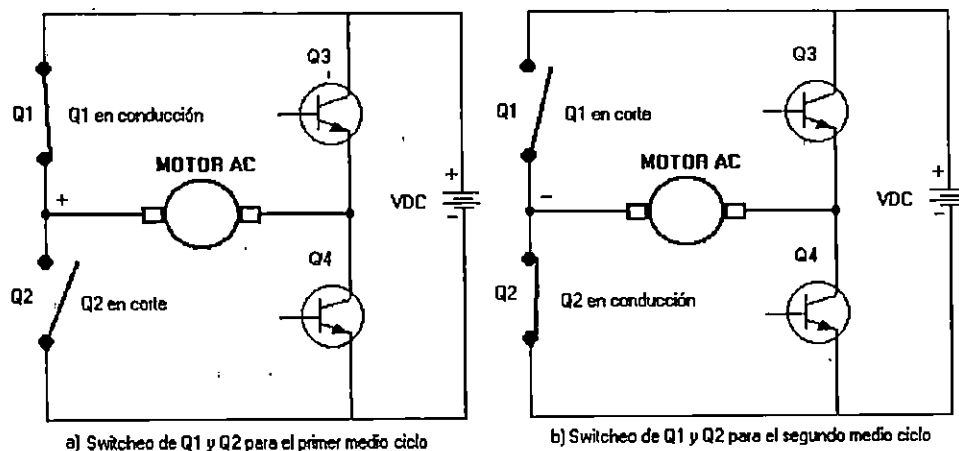 Q3
Q1
Q1 en conducción
MOTOR AC
+
+
VDC
-
Q4
Q2
Q2 en corte
a) Switcheo de Q1 y Q2 para el primer medio ciclo
Q3
Q1
Q1 en corte
MOTOR AC
-
+
VDC
-
Q4
Q2
Q2 en conducción
b) Switcheo de Q1 y Q2 para el segundo medio ciclo